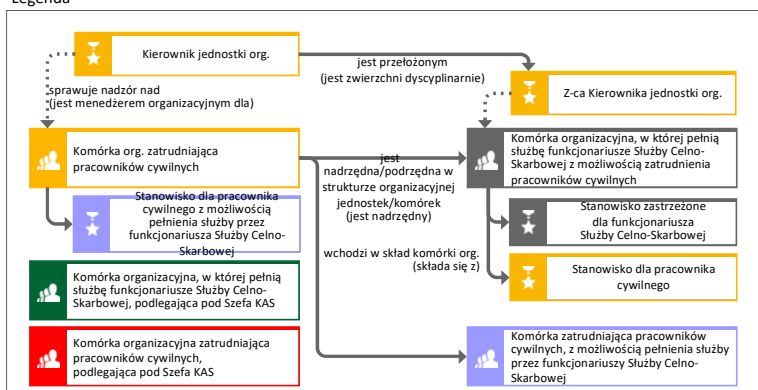 Legenda
Kierownik jednostki org.
jest przełożonym
(jest zwierzchni dyscyplinarnie)
Z-ca Kierownika jednostki org.
sprawuje nadzór nad
(jest menedżerem organizacyjnym dla)
Komórka org. zatrudniająca
pracowników cywilnych
jest
nadrzędna/podrzędna w
strukturze organizacyjnej
jednostek/komórek
(jest nadrzędny)
Komórka organizacyjna, w której pełnią
służbę funkcjonariusze Służby Celno-
Skarbowej z możliwością zatrudnienia
pracowników cywilnych
Stanowisko dla pracownika
cywilnego z możliwością
pełnienia służby przez
funkcjonariusza Służby Celno-
Skarbowej
Stanowisko zastrzeżone
dla funkcjonariusza
Służby Celno-Skarbowej
wchodzi w skład komórki org.
(składa się z)
Stanowisko dla pracownika
cywilnego
Komórka organizacyjna, w której pełnią
służbę funkcjonariusze Służby Celno-
Skarbowej, podlegająca pod Szefa KAS
Komórka organizacyjna zatrudniająca
pracowników cywilnych,
podlegająca pod Szefa KAS
Komórka zatrudniająca pracowników
cywilnych, z możliwością pełnienia służby
przez funkcjonariuszy Służby Celno-
Skarbowej